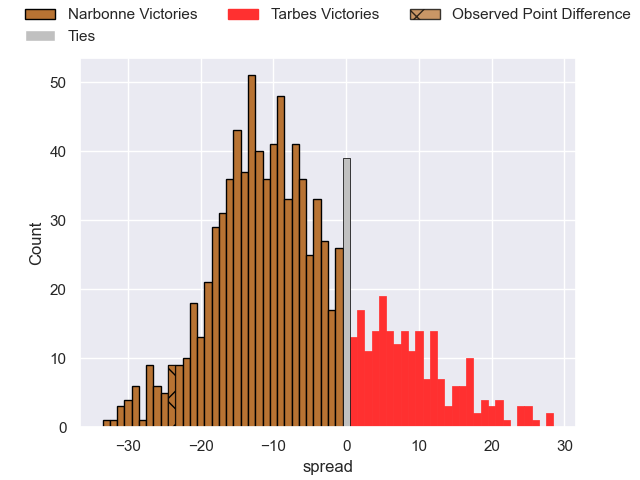 Narbonne Victories Tarbes Victories Observed Point Difference
Ties
50
40
30
20
10
0
Count
−30 −20 −10 0 10 20 30
spread